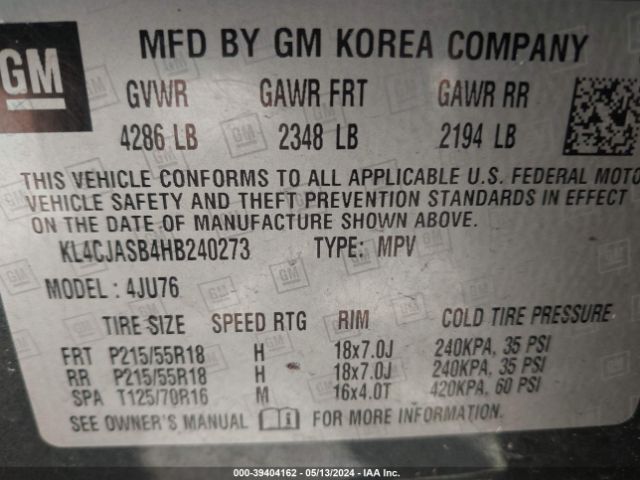 GM
MFD BY GM KOREA COMPANY
GVWR GAWR FRT GAWR RR
4286 LB 2348 LB 2194 LB
THIS VEHICLE CONFORMS TO ALL APPLICABLE U.S. FEDERAL MOTO
VEHICLE SAFETY AND THEFT PREVENTION STANDARDS IN EFFECT
ON THE DATE OF MANUFACTURE SHOWN ABOVE.
KL4CJASB4HB240273 TYPE: MPV
MODEL: 4JU76
TIRE SIZE SPEED RTG RIM COLD TIRE PRESSURE
FRT P215/55R18 H 18x7.0J 240KPA, 35 PSI
RR P215/55R18 H 18x7.0J 240KPA, 35 PSI
SPA T125/70R16 M 16x4.0T 420KPA, 60 PSI
SEE OWNER'S MANUAL FOR MORE INFORMATION.
000-39404162 - 05/13/2024 - IAA Inc.